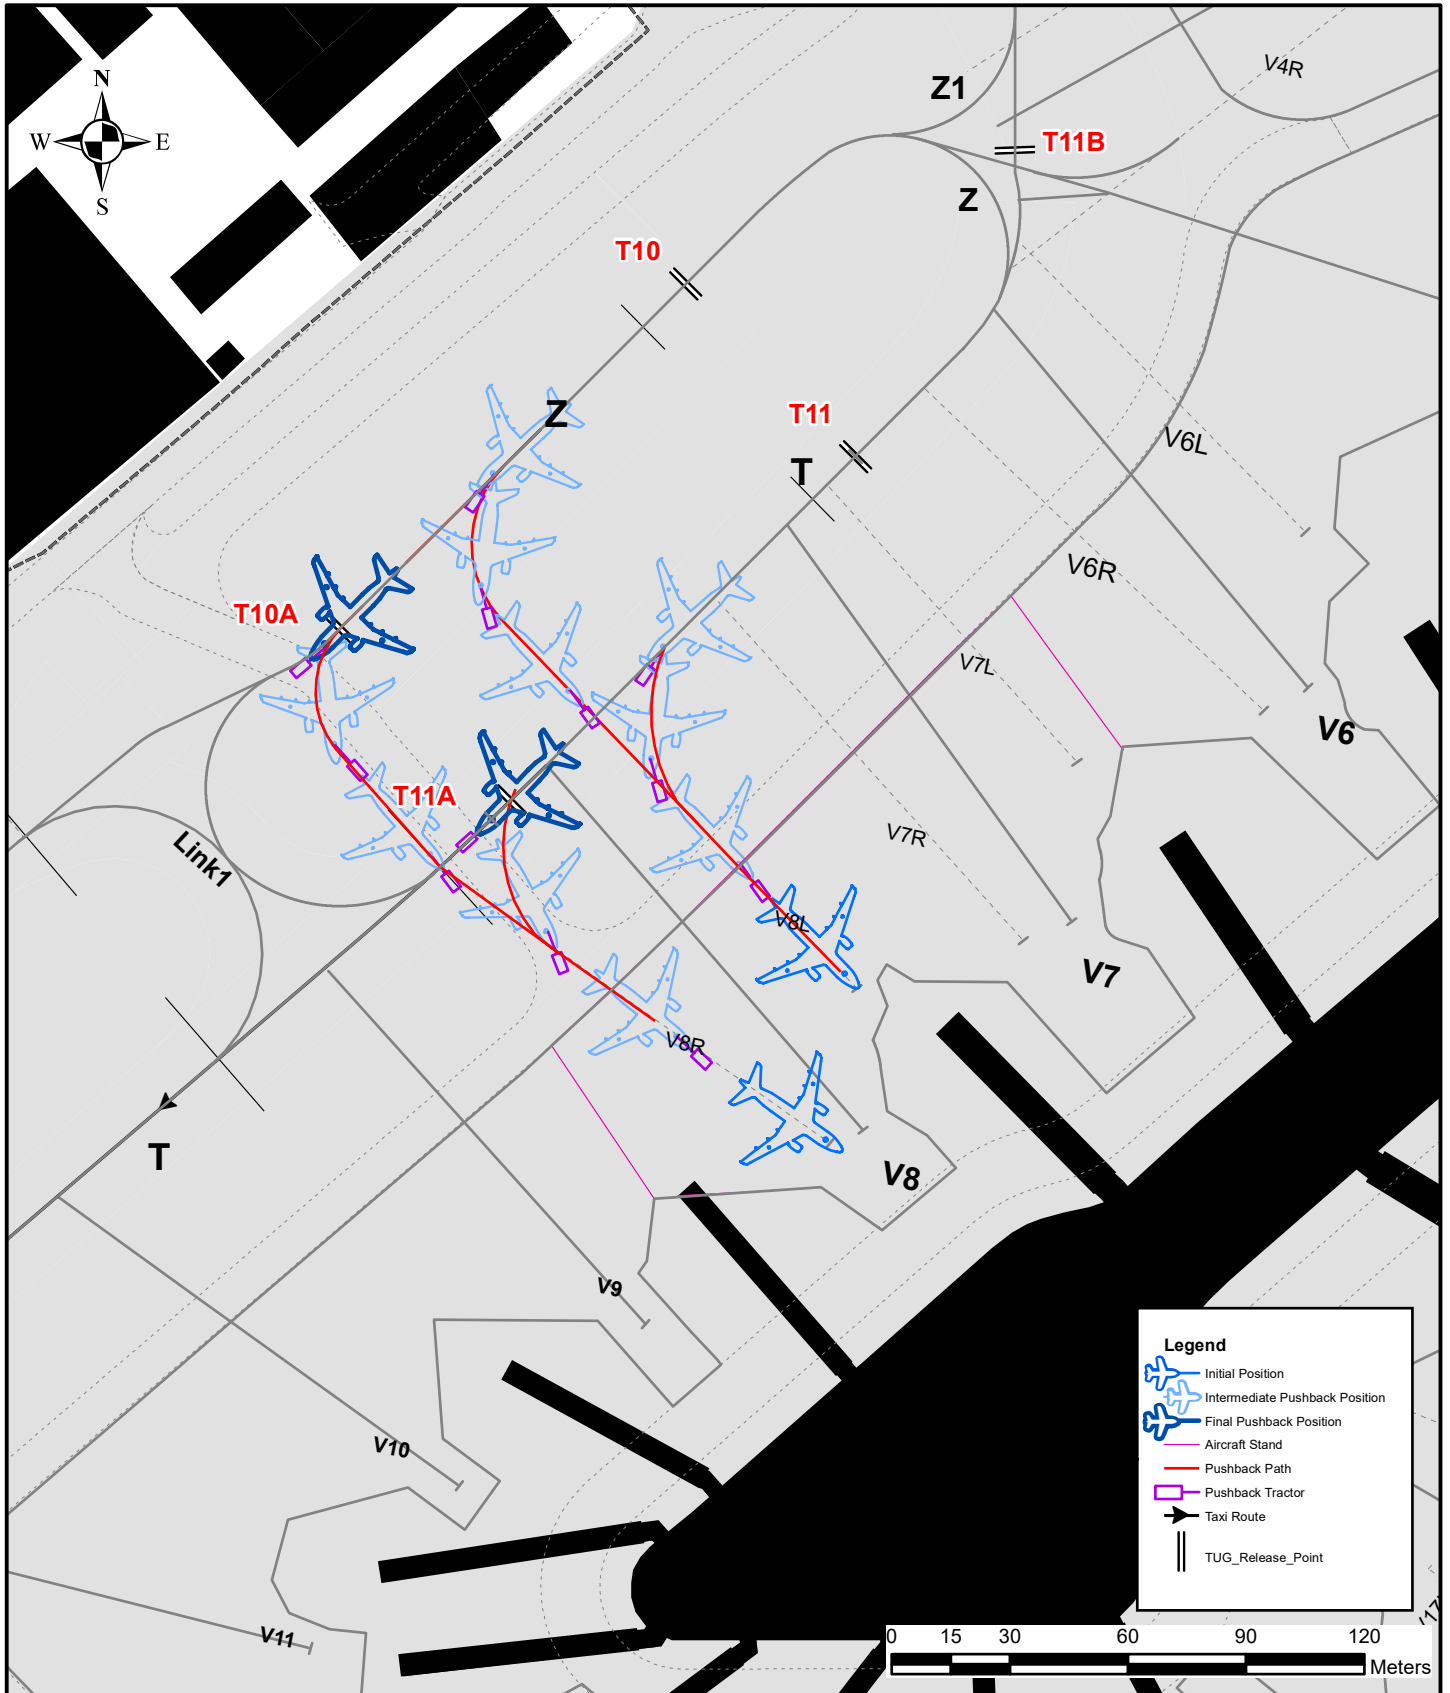 V4R
Z1
N
T11B
W
E
Z
S
T10
Z
T11
V6L
T
V6R
T10A
V7L
V6
T11A
V7R
Link1
V8L
V7
V8R
T
V8
V9
Legend
Initial Position
Intermediate Pushback Position
Final Pushback Position
Aircraft Stand
V10
Pushback Path
Pushback Tractor
Taxi Route
TUG_Release_Point
V11
0 15 30 60 90 120
Meters